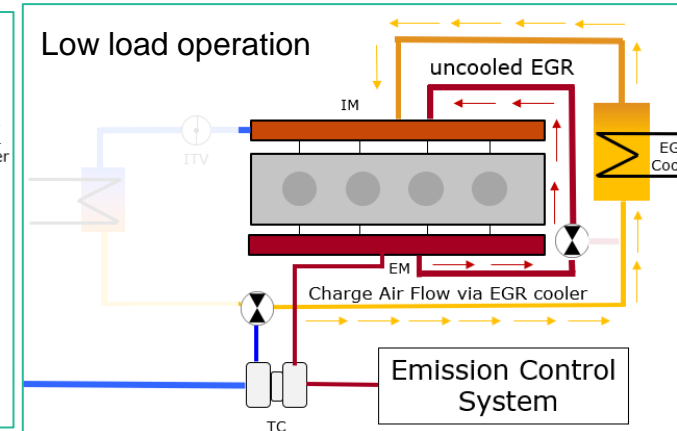 Low load operation
uncooled EGR
IM
ITV
EM
Charge Air Flow via EGR cooler
Emission Control
System
TC